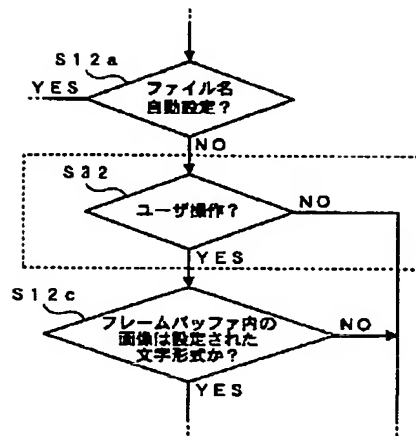 S12a
YES
ファイル名
自動設定？
NO
S32
ユーザ操作？
NO
YES
S12c
フレームバッファ内の
画像は設定された
文字形式か？
NO
YES